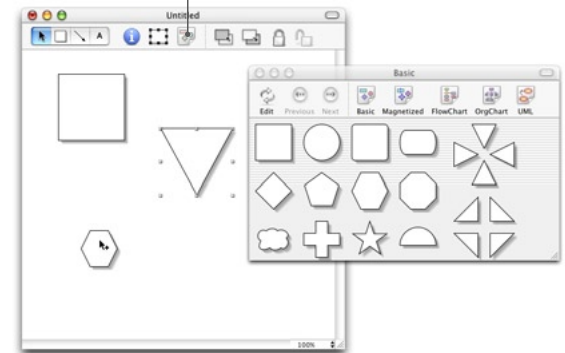 Untitled
A
Basic
Edit Previous Next Basic Magnetized FlowChart OrgChart UML
100%